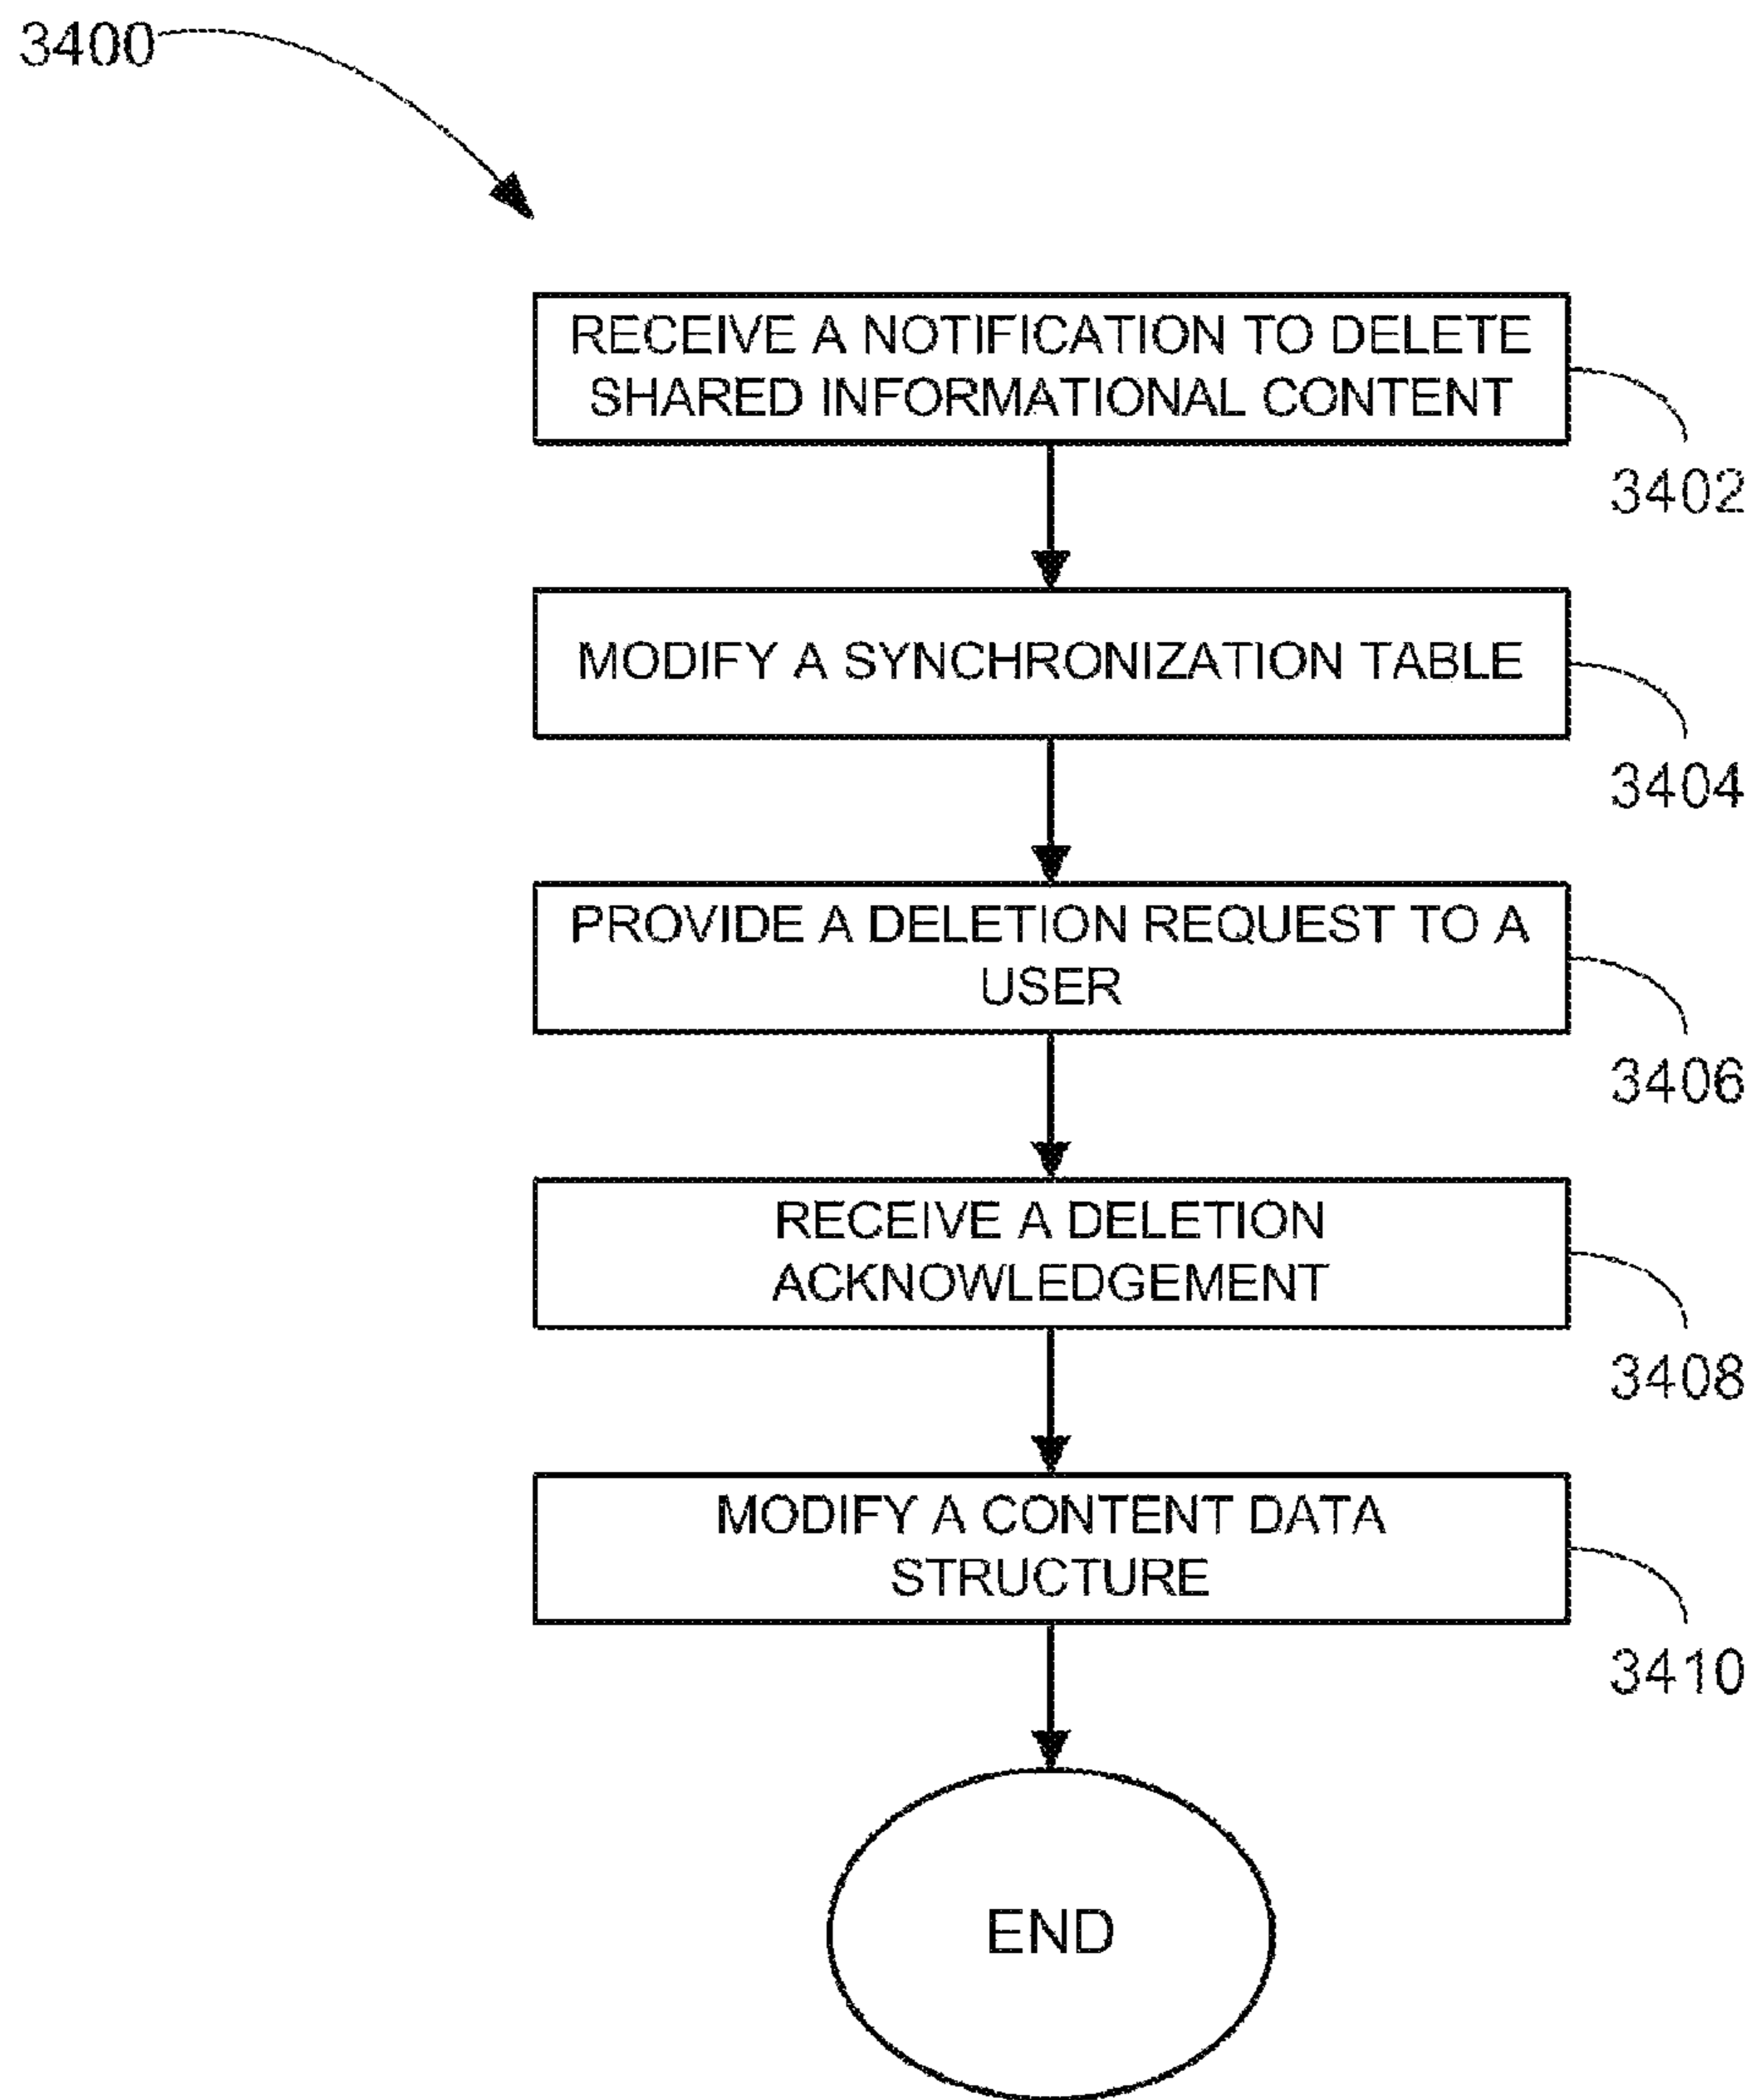 3400
RECEIVE A NOTIFICATION TO DELETE
SHARED INFORMATIONAL CONTENT
3402
MODIFY A SYNCHRONIZATION TABLE
3404
PROVIDE A DELETION REQUEST TO A
USER
3406
RECEIVE A DELETION
ACKNOWLEDGEMENT
3408
MODIFY A CONTENT DATA
STRUCTURE
3410
END